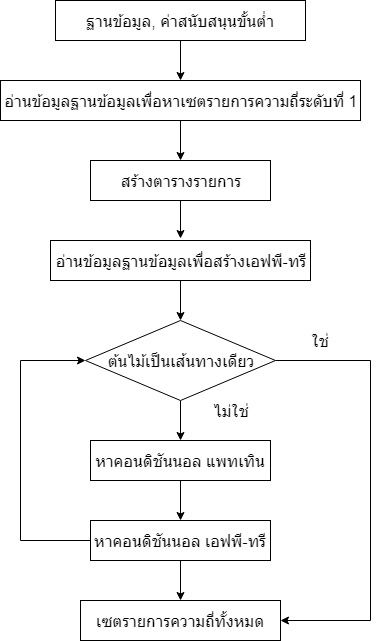 ฐานข้อมูล, ค่าสนับสนุนขั้นต่ำ
อ่านข้อมูลฐานข้อมูลเพื่อหาเซตรายการความถี่ระดับที่ 1
สร้างตารางรายการ
อ่านข้อมูลฐานข้อมูลเพื่อสร้างเอฟพี-ทรี
ต้นไม้เป็นเส้นทางเดียว
ใช่
ไม่ใช่
หาคอนดิชันนอล แพทเทิน
หาคอนดิชันนอล เอฟพี-ทรี
เซตรายการความถี่ทั้งหมด